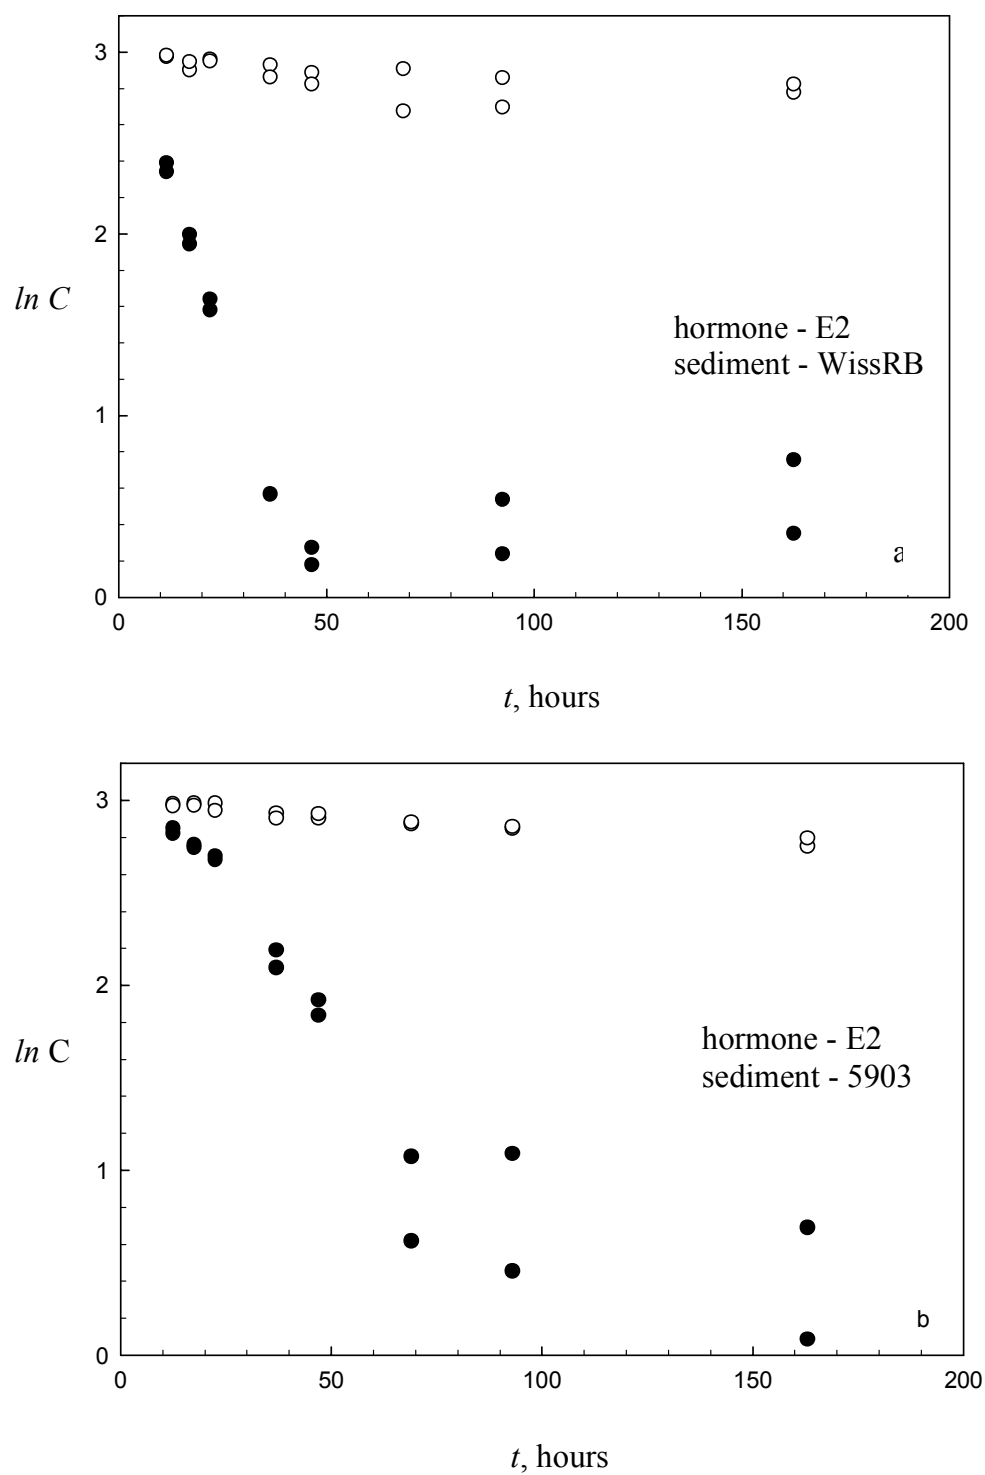 3
2
ln C
hormone - E2
sediment - WissRB
1
a
0
0 50 100 150 200
t, hours
3
2
ln C
hormone - E2
sediment - 5903
1
b
0
0 50 100 150 200
t, hours